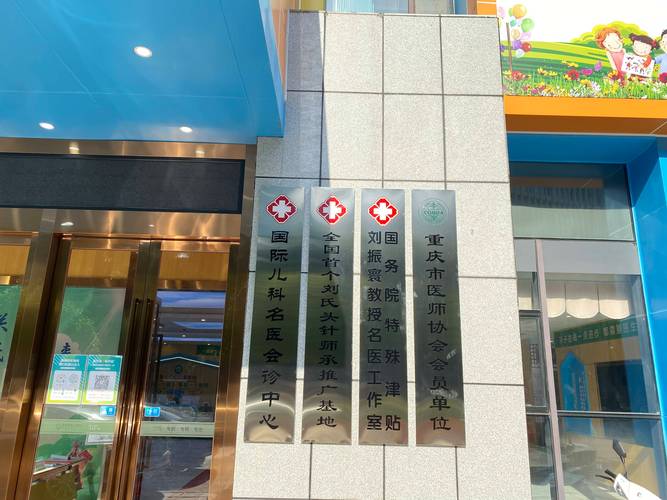 国际儿科名医会诊中心
全国首个刘氏头针师承推广基地
国务院特殊津贴
刘振寰教授名医工作室
重庆市医师协会会员单位